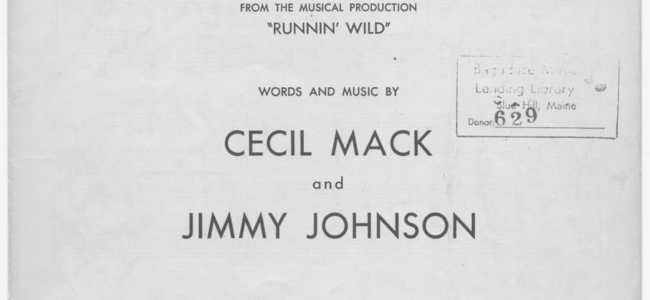 FROM THE MUSICAL PRODUCTION
"RUNNIN' WILD"
WORDS AND MUSIC BY
CECIL MACK
and
JIMMY JOHNSON
Lending Library
Blue Hill, Maine
Donor: 629